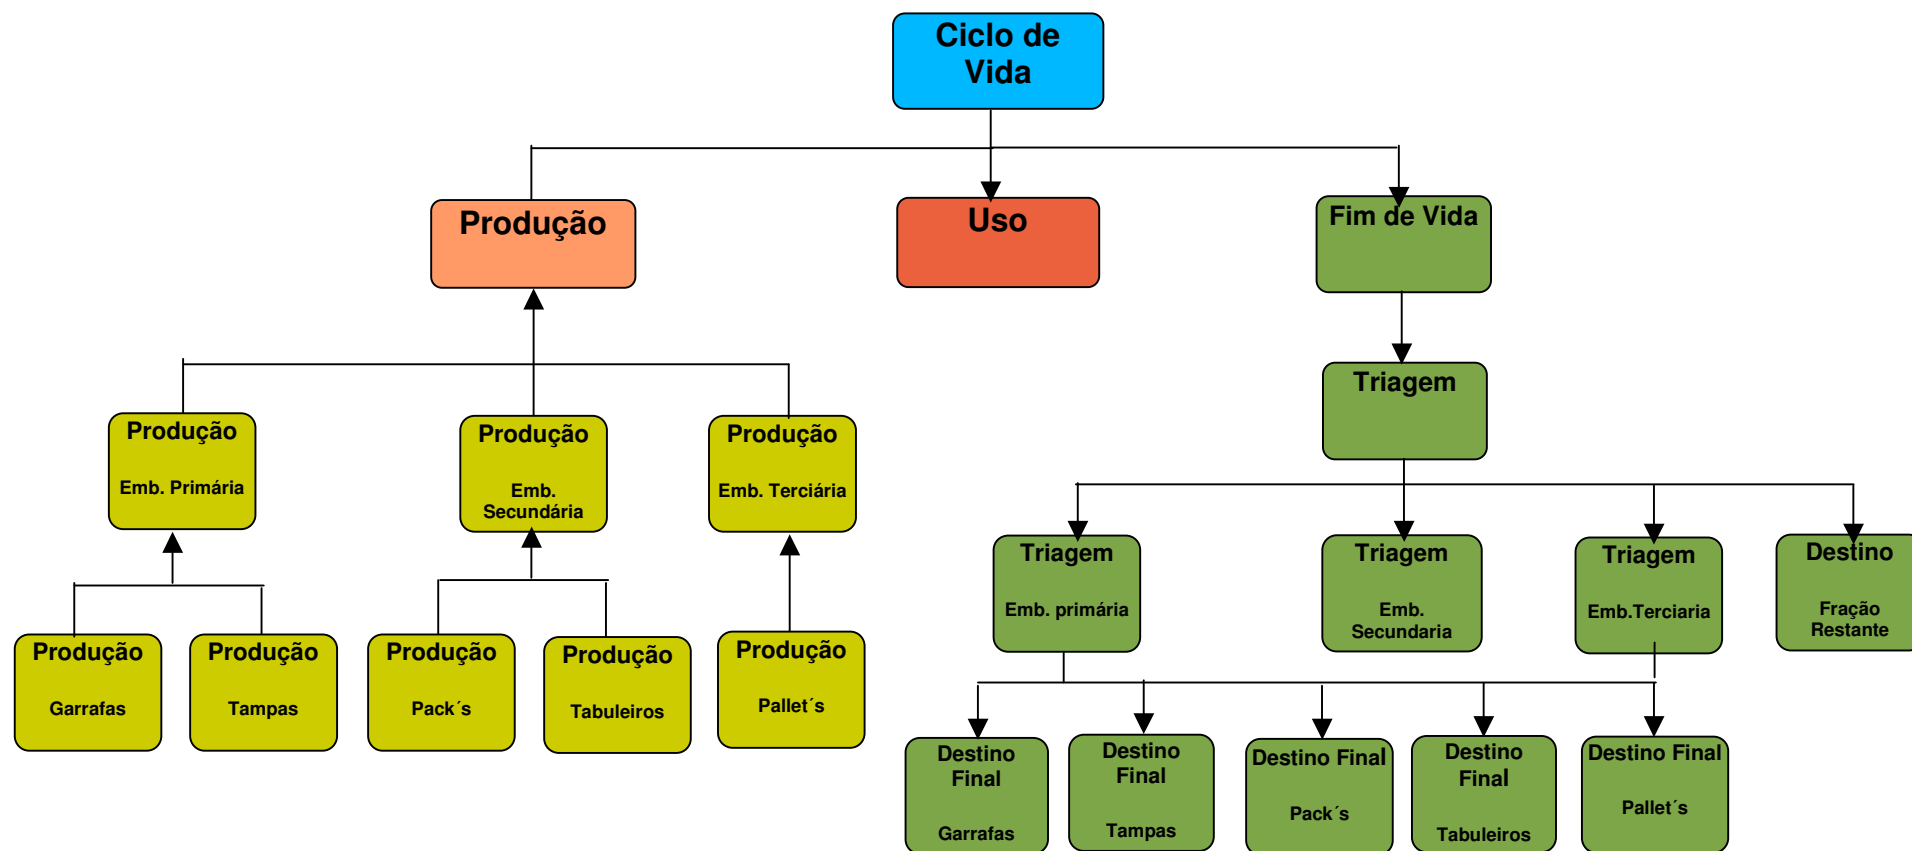 Ciclo de
Vida
Produção
Uso
Fim de Vida
Triagem
Produção
Emb. Primária
Produção
Emb.
Secundária
Produção
Emb. Terciária
Triagem
Emb. primária
Triagem
Emb.
Secundaria
Triagem
Emb.Terciaria
Destino
Fração
Restante
Produção
Garrafas
Produção
Tampas
Produção
Pack´s
Produção
Tabuleiros
Produção
Pallet´s
Destino
Final
Garrafas
Destino
Final
Tampas
Destino Final
Pack´s
Destino
Final
Tabuleiros
Destino Final
Pallet´s